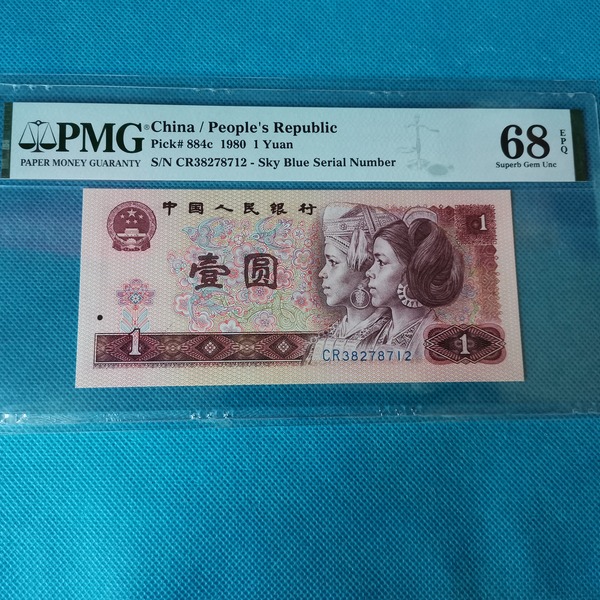 PMG
PAPER MONEY GUARANTY
China / People's Republic
Pick# 884c 1980 1 Yuan
S/N CR38278712 - Sky Blue Serial Number
68 EPQ
Superb Gem Unc
中国人民银行
1
壹圆
1
CR38278712
1